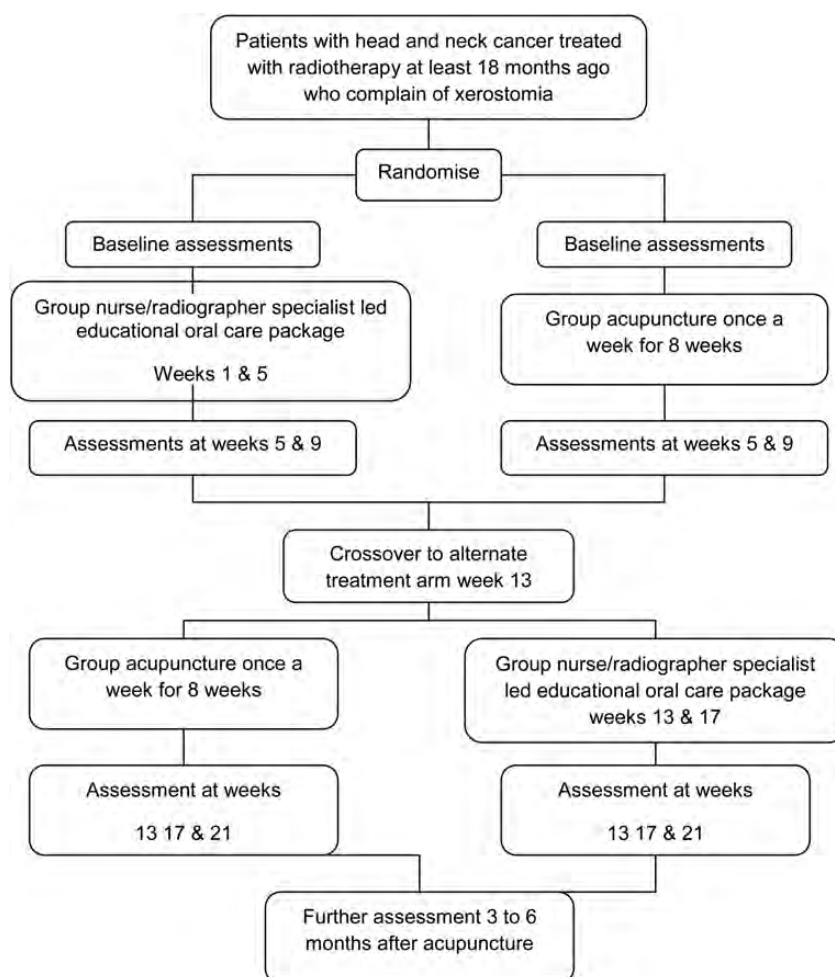 Patients with head and neck cancer treated
with radiotherapy at least 18 months ago
who complain of xerostomia
Randomise
Baseline assessments
Baseline assessments
Group nurse/radiographer specialist led
educational oral care package
Weeks 1 & 5
Group acupuncture once a
week for 8 weeks
Assessments at weeks 5 & 9
Assessments at weeks 5 & 9
Crossover to alternate
treatment arm week 13
Group acupuncture once a
week for 8 weeks
Group nurse/radiographer specialist
led educational oral care package
weeks 13 & 17
Assessment at weeks
13 17 & 21
Assessment at weeks
13 17 & 21
Further assessment 3 to 6
months after acupuncture